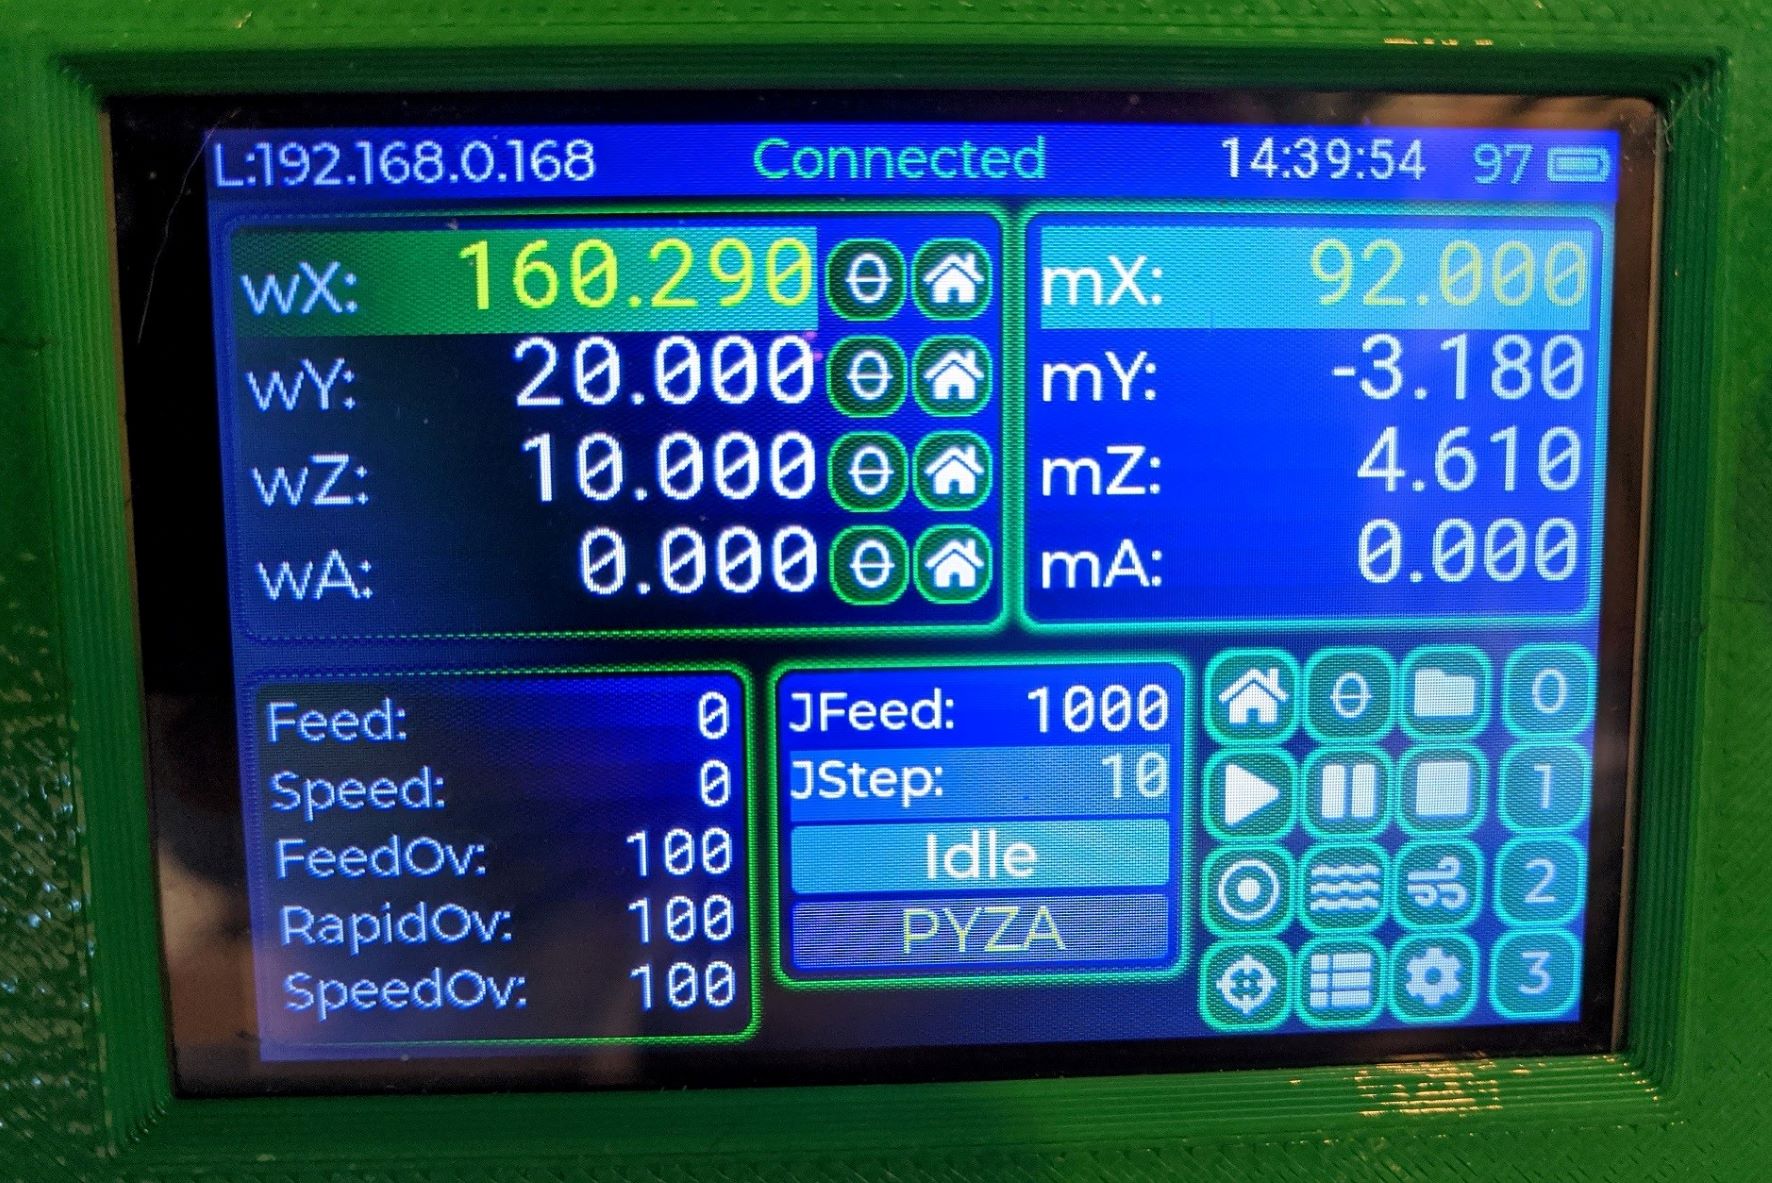 L:192.168.0.168 Connected 14:39:54 97
wX: 160.290
wY: 20.000
wZ: 10.000
wA: 0.000
mX: 92.000
mY: -3.180
mZ: 4.610
mA: 0.000
Feed: 0
Speed: 0
FeedOv: 100
RapidOv: 100
SpeedOv: 100
JFeed: 1000
JStep: 10
Idle
PYZA
0
1
2
3